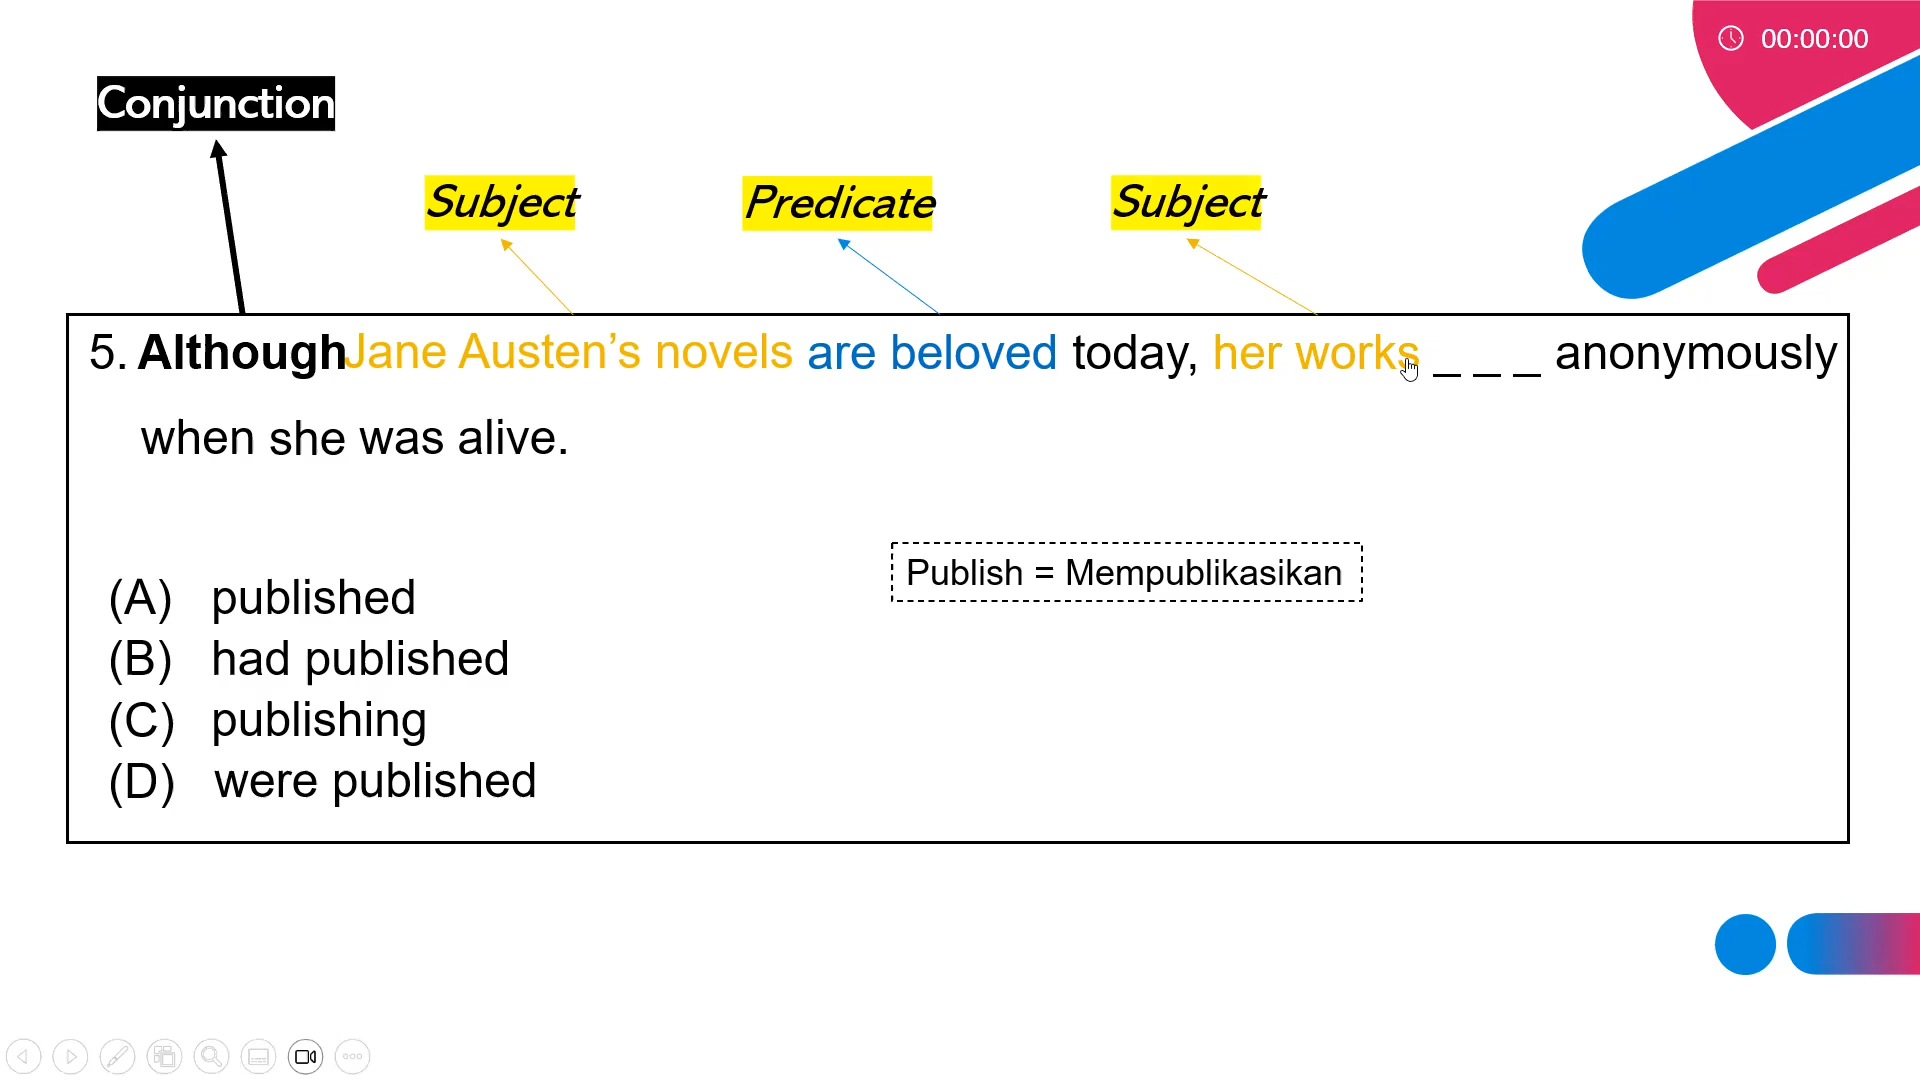 00:00:00
Conjunction
Subject
Predicate
Subject
5. Although Jane Austen’s novels are beloved today, her works _ _ _ anonymously
when she was alive.
Publish = Mempublikasikan
(A) published
(B) had published
(C) publishing
(D) were published